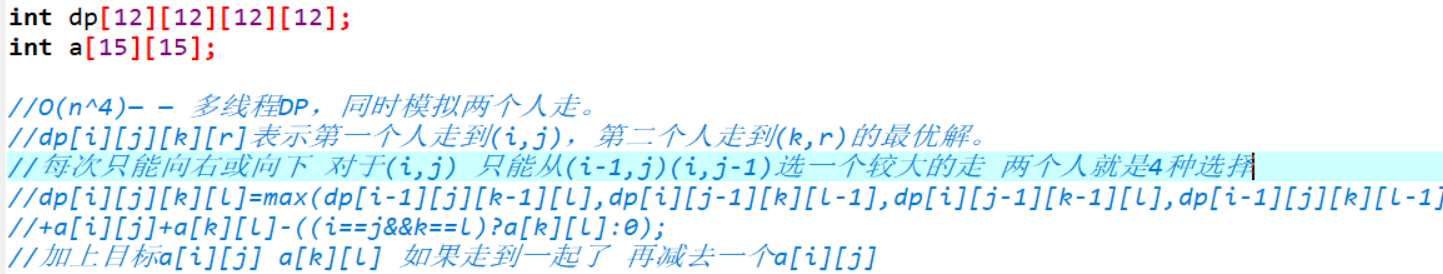 int dp[12][12][12][12];
int a[15][15];
//O(n^4)— — 多线程DP，同时模拟两个人走。
//dp[i][j][k][r]表示第一个人走到(i,j)，第二个人走到(k,r)的最优解。
//每次只能向右或向下 对于(i,j) 只能从(i-1,j)(i,j-1)选一个较大的走 两个人就是4种选择
//dp[i][j][k][l]=max(dp[i-1][j][k-1][l],dp[i][j-1][k][l-1],dp[i][j-1][k-1][l],dp[i-1][j][k][l-1]
//+a[i][j]+a[k][l]-((i==j&&k==l)?a[k][l]:0);
//加上目标a[i][j] a[k][l] 如果走到一起了 再减去一个a[i][j]